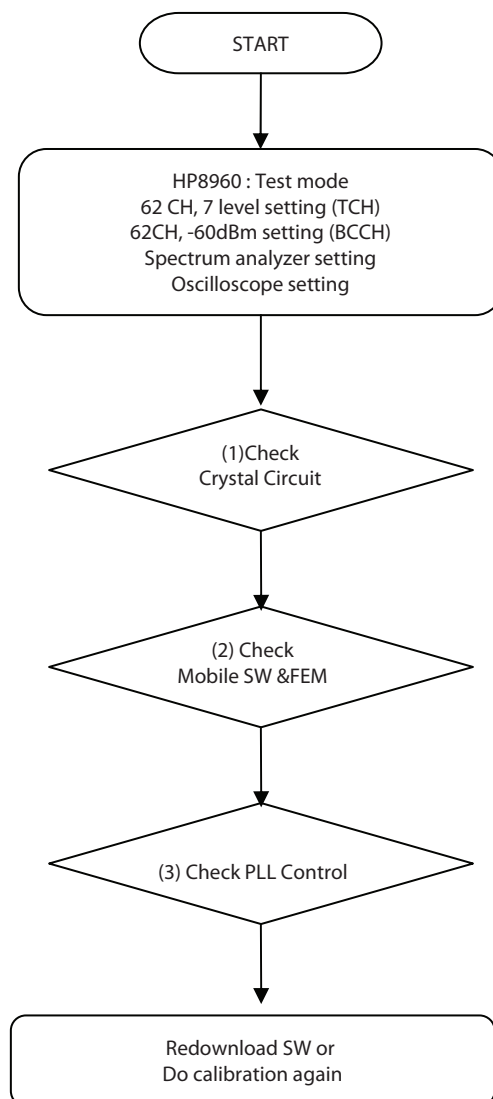 START
HP8960 : Test mode
62 CH, 7 level setting (TCH)
62CH, -60dBm setting (BCCH)
Spectrum analyzer setting
Oscilloscope setting
(1)Check
Crystal Circuit
(2) Check
Mobile SW &FEM
(3) Check PLL Control
Redownload SW or
Do calibration again